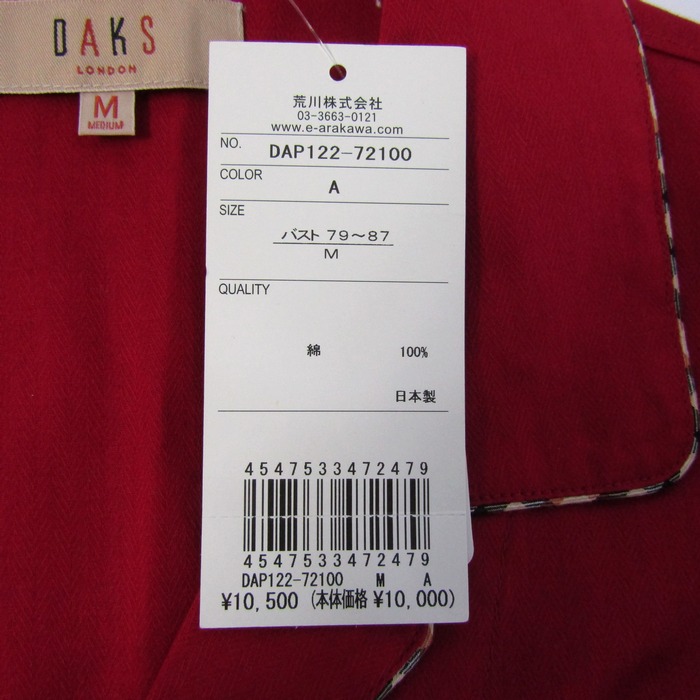 DAKS
LONDON
M
MEDIUM
荒川株式会社
03-3663-0121
www.e-arakawa.com
NO. DAP122-72100
COLOR A
SIZE
バスト 79〜87
M
QUALITY
綿 100%
日本製
4547533472479
4547533472479
DAP122-72100 M A
¥10,500 (本体価格 ¥10,000)